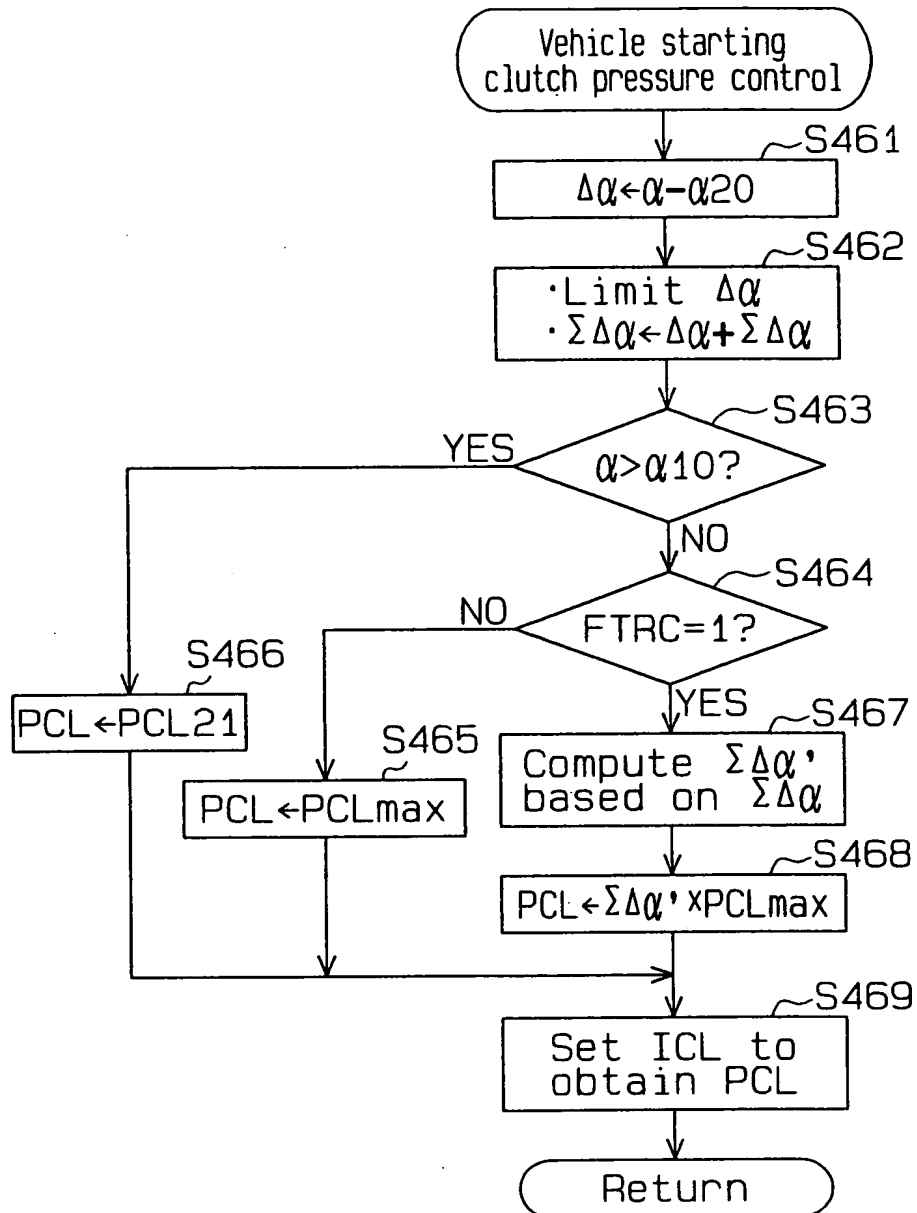 Vehicle starting
clutch pressure control
S461
Δα←α-α20
S462
·Limit Δα
·ΣΔα←Δα+ΣΔα
S463
YES
α>α10?
NO
S464
NO
FTRC=1?
YES
S466
PCL←PCL21
S465
PCL←PCLmax
S467
Compute ΣΔα'
based on ΣΔα
S468
PCL←ΣΔα'×PCLmax
S469
Set ICL to
obtain PCL
Return